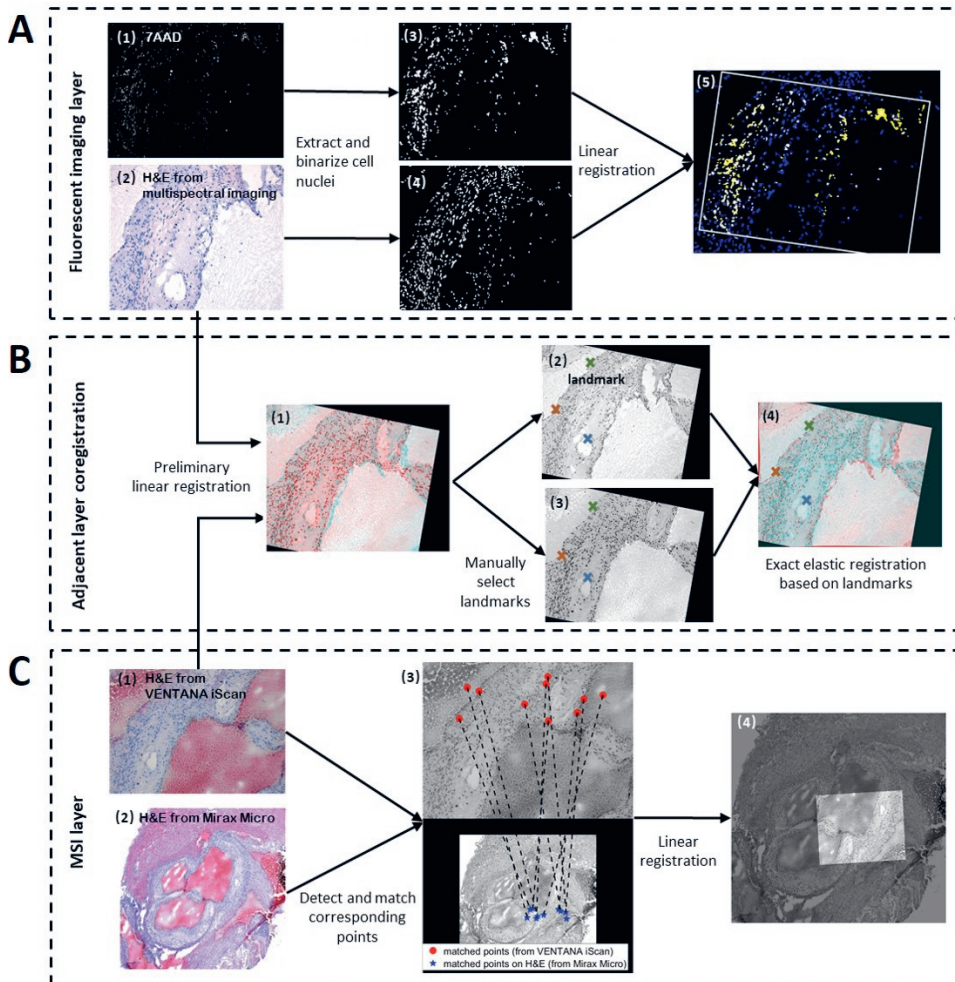 A
Fluorescent imaging layer
(1) 7AAD
(2) H&E from
multispectral imaging
Extract and
binarize cell
nuclei
(3)
(4)
Linear
registration
(5)
B
Adjacent layer coregistration
Preliminary
linear registration
(1)
Manually
select
landmarks
(2)
landmark
(3)
(4)
Exact elastic registration
based on landmarks
C
MSI layer
(1) H&E from
VENTANA iScan
(2) H&E from Mirax Micro
Detect and match
corresponding
points
(3)
matched points (from VENTANA iScan)
matched points on H&E (from Mirax Micro)
Linear
registration
(4)